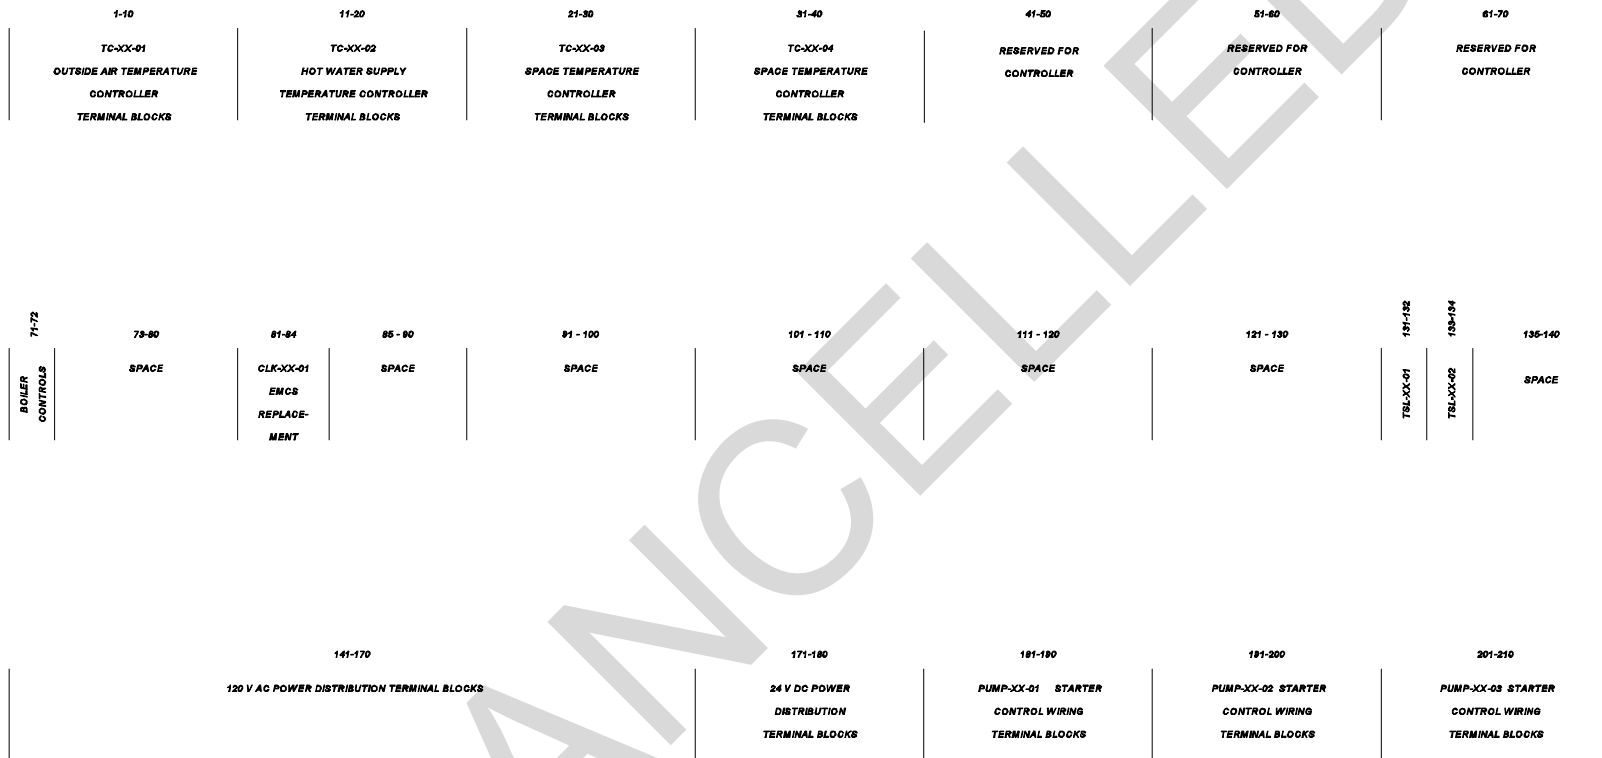 1-10
TC-XX-01
OUTSIDE AIR TEMPERATURE
CONTROLLER
TERMINAL BLOCKS
11-20
TC-XX-02
HOT WATER SUPPLY
TEMPERATURE CONTROLLER
TERMINAL BLOCKS
21-30
TC-XX-03
SPACE TEMPERATURE
CONTROLLER
TERMINAL BLOCKS
31-40
TC-XX-04
SPACE TEMPERATURE
CONTROLLER
TERMINAL BLOCKS
41-50
RESERVED FOR
CONTROLLER
51-60
RESERVED FOR
CONTROLLER
61-70
RESERVED FOR
CONTROLLER
71-72
BOILER
CONTROLS
73-80
SPACE
81-84
CLK-XX-01
EMCS
REPLACE-
MENT
85 - 90
SPACE
91 - 100
SPACE
101 - 110
SPACE
111 - 120
SPACE
121 - 130
SPACE
131-132
TSL-XX-01
133-134
TSL-XX-02
135-140
SPACE
141-170
120 V AC POWER DISTRIBUTION TERMINAL BLOCKS
171-180
24 V DC POWER
DISTRIBUTION
TERMINAL BLOCKS
181-190
PUMP-XX-01 STARTER
CONTROL WIRING
TERMINAL BLOCKS
191-200
PUMP-XX-02 STARTER
CONTROL WIRING
TERMINAL BLOCKS
201-210
PUMP-XX-03 STARTER
CONTROL WIRING
TERMINAL BLOCKS
ANCELLED